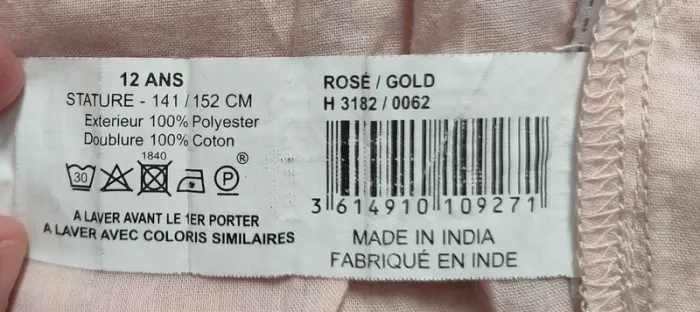 12 ANS
STATURE - 141 / 152 CM
Exterieur 100% Polyester
Doublure 100% Coton
1840
®
30
P
A LAVER AVANT LE 1ER PORTER
A LAVER AVEC COLORIS SIMILAIRES
ROSÉ / GOLD
H 3182 / 0062
3 614910 109271
MADE IN INDIA
FABRIQUÉ EN INDE